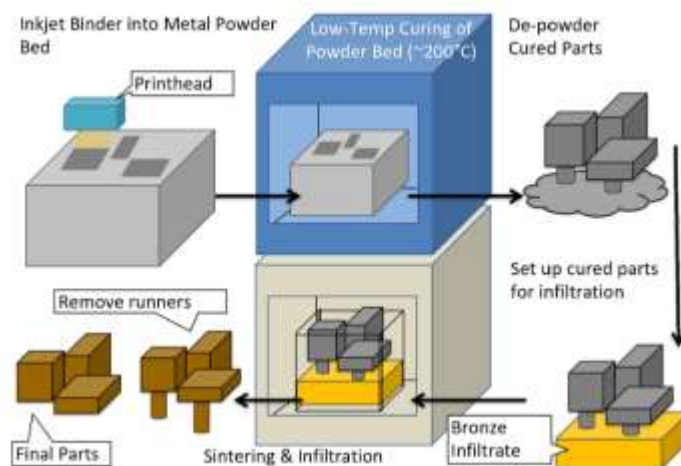 Inkjet Binder into Metal Powder
Bed
Printhead
Low-Temp Curing of
Powder Bed (~200°C)
De-powder
Cured Parts
Set up cured parts
for infiltration
Remove runners
Bronze
Infiltrate
Final Parts
Sintering & Infiltration